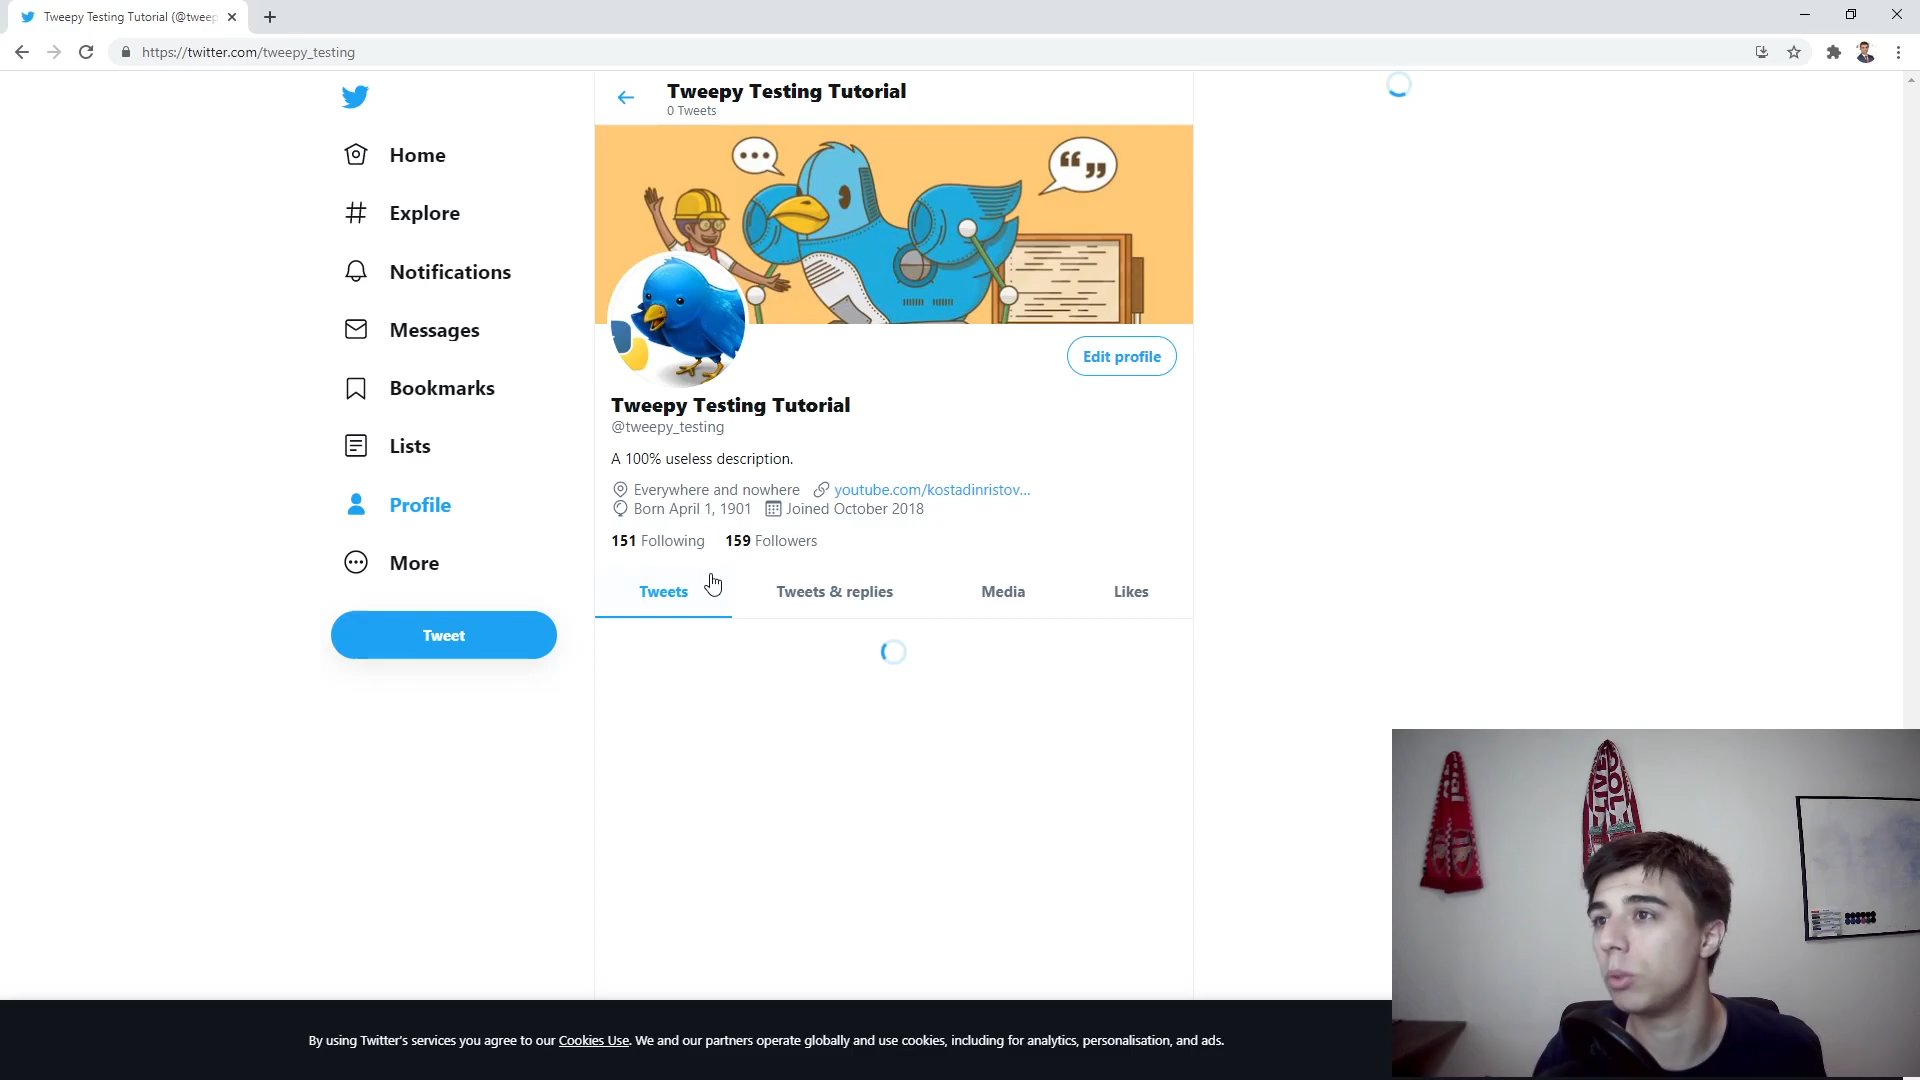 Tweepy Testing Tutorial (@tweep
https://twitter.com/tweepy_testing
Tweepy Testing Tutorial
0 Tweets
Home
Explore
Notifications
Messages
Bookmarks
Lists
Profile
More
Tweet
Edit profile
Tweepy Testing Tutorial
@tweepy_testing
A 100% useless description.
Everywhere and nowhere youtube.com/kostadinristov...
Born April 1, 1901 Joined October 2018
151 Following 159 Followers
Tweets Tweets & replies Media Likes
By using Twitter's services you agree to our Cookies Use. We and our partners operate globally and use cookies, including for analytics, personalisation, and ads.